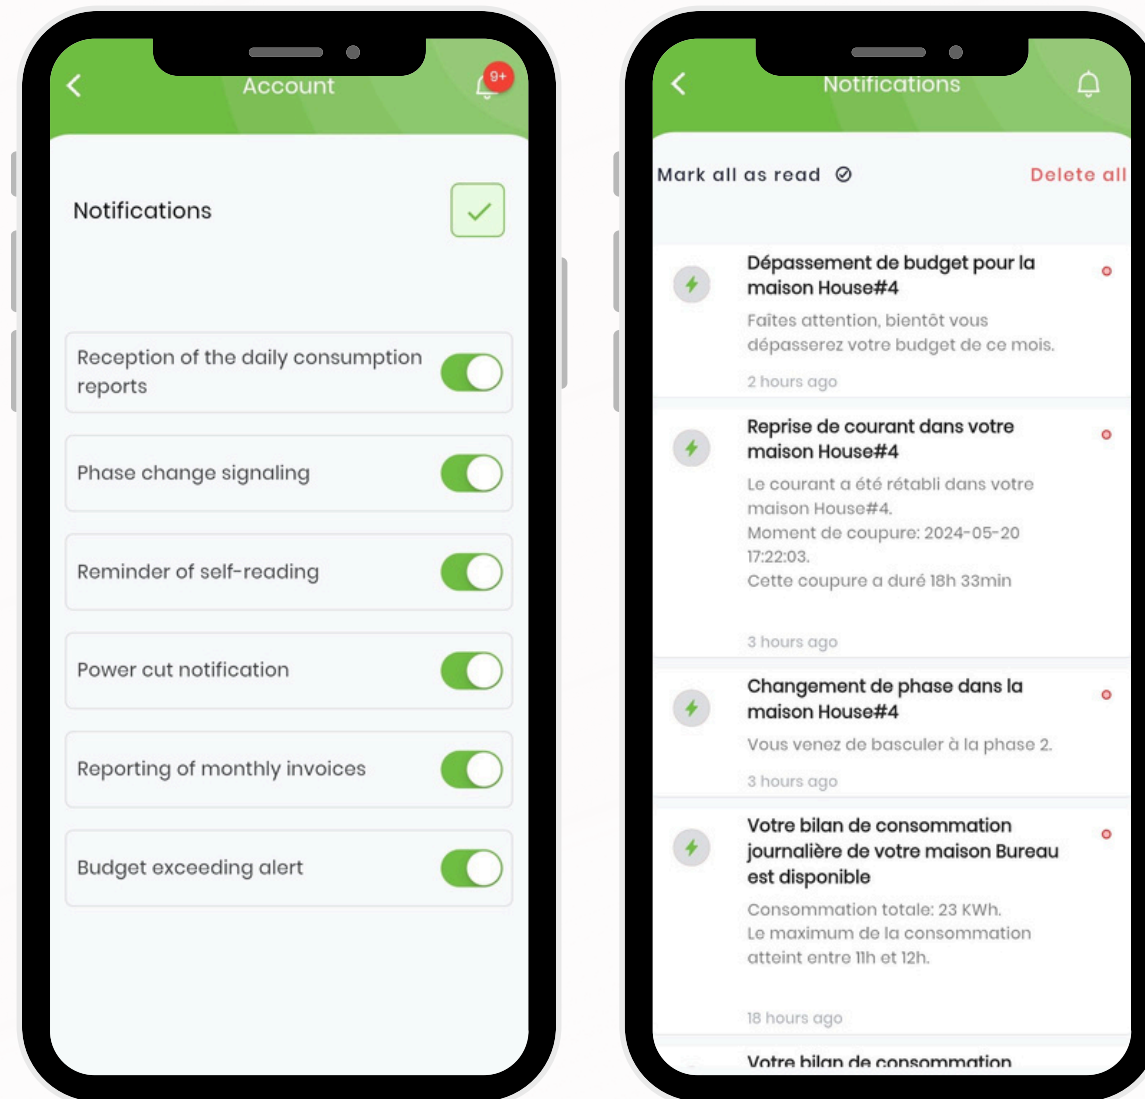 Account
9+
Notifications
Reception of the daily consumption
reports
Phase change signaling
Reminder of self-reading
Power cut notification
Reporting of monthly invoices
Budget exceeding alert
Notifications
Mark all as read
Delete all
Dépassement de budget pour la
maison House#4
Faites attention, bientôt vous
dépasserez votre budget de ce mois.
2 hours ago
Reprise de courant dans votre
maison House#4
Le courant a été rétabli dans votre
maison House#4.
Moment de coupure: 2024-05-20
17:22:03.
Cette coupure a duré 18h 33min
3 hours ago
Changement de phase dans la
maison House#4
Vous venez de basculer à la phase 2.
3 hours ago
Votre bilan de consommation
journalière de votre maison Bureau
est disponible
Consommation totale: 23 KWh.
Le maximum de la consommation
atteint entre 11h et 12h.
18 hours ago
Votre bilan de consommation